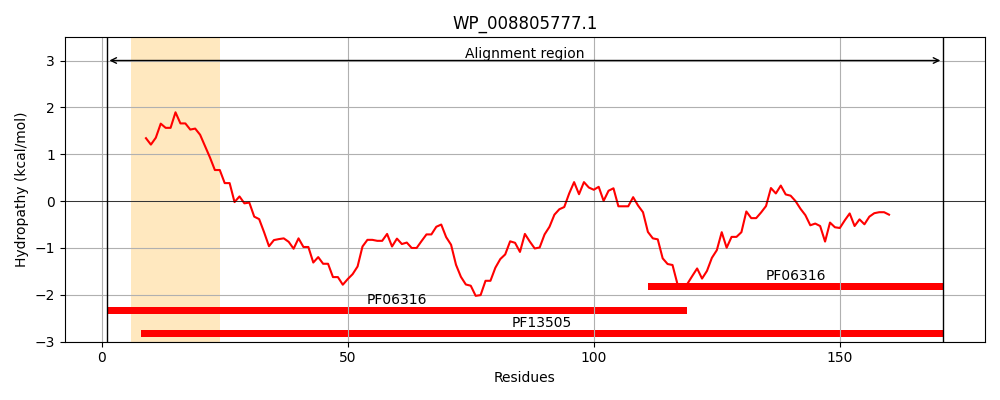 WP_008805777.1
Alignment region
3
2
1
0
−1
−2
−3
Hydropathy (kcal/mol)
PF06316
PF06316
PF13505
0 50 100 150
Residues